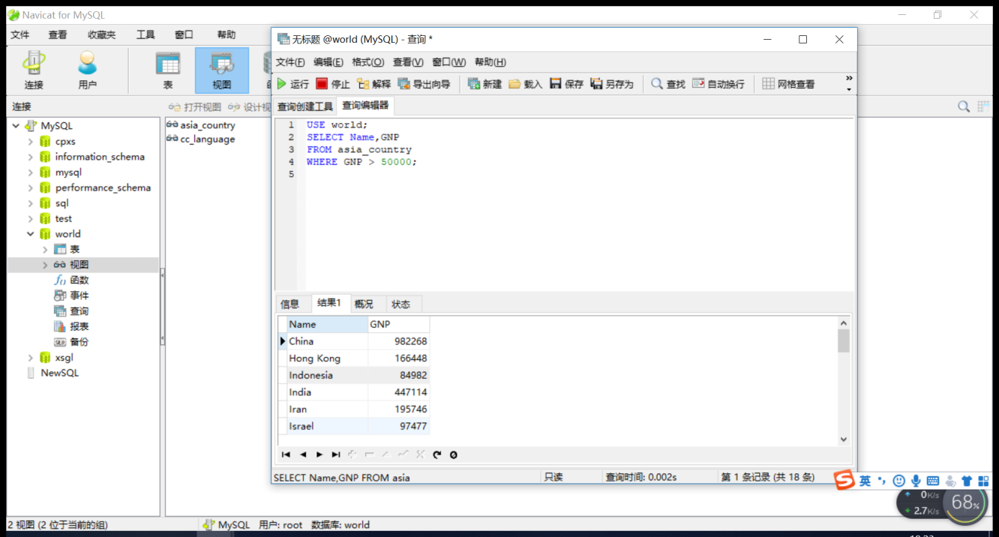 Navicat for MySQL
文件 查看 收藏夹 工具 窗口 帮助
连接 用户 表 视图
连接
打开视图 设计视
MySQL
cpxs
information_schema
mysql
performance_schema
sql
test
world
表
视图
函数
事件
查询
报表
备份
xsgl
NewSQL
asia_country
cc_language
无标题 @world (MySQL) - 查询 *
文件(F) 编辑(E) 格式(O) 查看(V) 窗口(W) 帮助(H)
运行 停止 解释 导出向导 新建 载入 保存 另存为 查找 自动换行 网格查看
查询创建工具 查询编辑器
1 USE world;
2 SELECT Name,GNP
3 FROM asia_country
4 WHERE GNP > 50000;
5
信息 结果1 概况 状态
Name GNP
China 982268
Hong Kong 166448
Indonesia 84982
India 447114
Iran 195746
Israel 97477
SELECT Name,GNP FROM asia 只读 查询时间: 0.002s 第 1 条记录 (共 18 条)
英
0K/s
2.7K/s
68%
2 视图 (2 位于当前的组) MySQL 用户: root 数据库: world